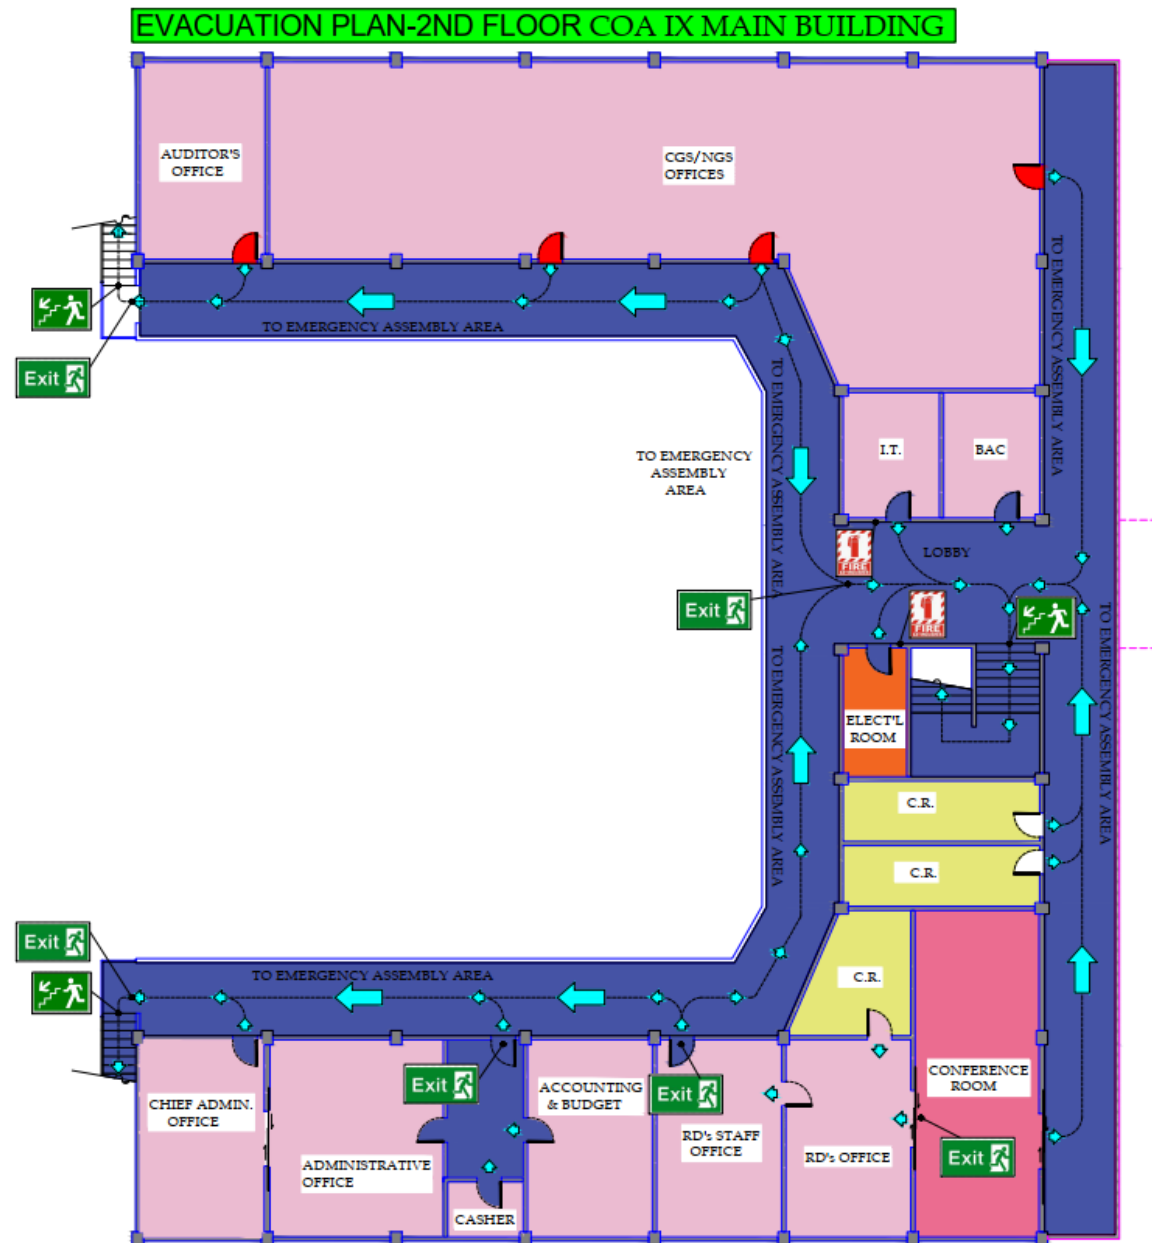 EVACUATION PLAN-2ND FLOOR COA IX MAIN BUILDING
AUDITOR'S
OFFICE
CGS/NGS
OFFICES
TO EMERGENCY ASSEMBLY AREA
Exit
TO EMERGENCY ASSEMBLY AREA
TO EMERGENCY ASSEMBLY AREA
TO EMERGENCY
ASSEMBLY
AREA
I.T.
BAC
LOBBY
FIRE
Exit
FIRE
TO EMERGENCY ASSEMBLY AREA
TO EMERGENCY ASSEMBLY AREA
ELECT'L
ROOM
C.R.
C.R.
Exit
TO EMERGENCY ASSEMBLY AREA
C.R.
Exit
Exit
CHIEF ADMIN.
OFFICE
ACCOUNTING
& BUDGET
CONFERENCE
ROOM
RD's STAFF
OFFICE
RD's OFFICE
Exit
ADMINISTRATIVE
OFFICE
CASHER